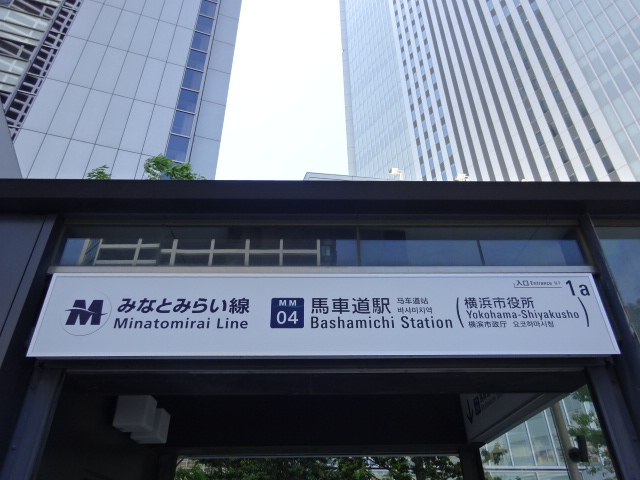 M
みなとみらい線
Minatomirai Line
MM
04
馬車道駅
Bashamichi Station
马车道站
바샤미치역
(横浜市役所
Yokohama-Shiyakusho)
横滨市政厅 요코하마시청
入口 Entrance
1a